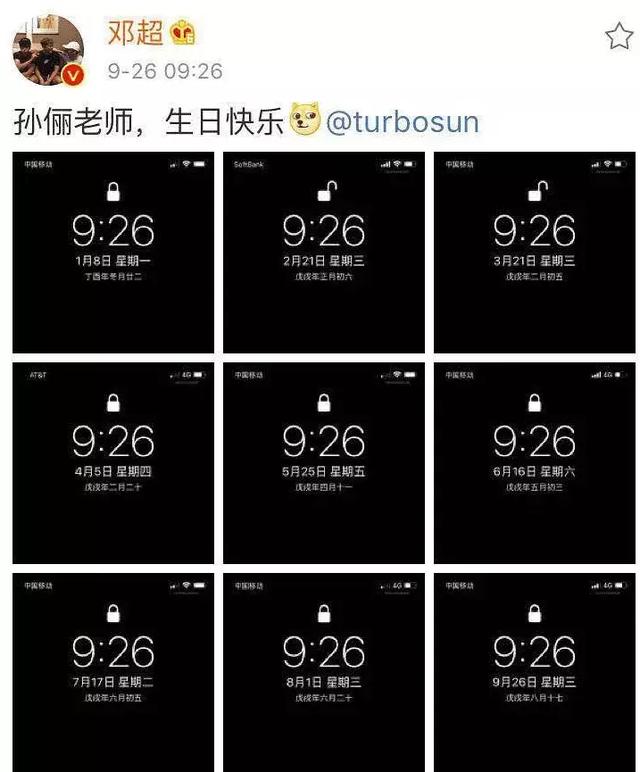 邓超
9-26 09:26
孙俪老师，生日快乐 @turbosun
中国移动
9:26
1月8日 星期一
丁酉年冬月廿二
SoftBank
9:26
2月21日 星期三
戊戌年正月初六
中国移动
9:26
3月21日 星期三
戊戌年二月初五
AT&T 4G
9:26
4月5日 星期四
戊戌年二月二十
中国移动
9:26
5月25日 星期五
戊戌年四月十一
中国移动 4G
9:26
6月16日 星期六
戊戌年五月初三
中国移动
9:26
7月17日 星期二
戊戌年六月初五
中国移动 4G
9:26
8月1日 星期三
戊戌年六月二十
中国移动 4G
9:26
9月26日 星期三
戊戌年八月十七